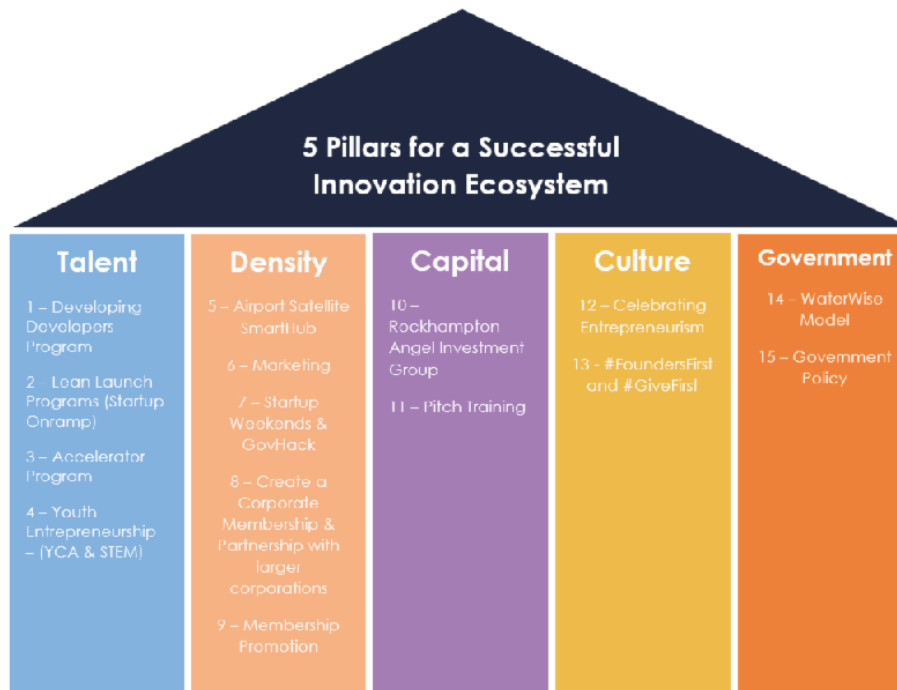 5 Pillars for a Successful
Innovation Ecosystem
Talent
1 – Developing
Developers
Program
2 – Lean Launch
Programs (Startup
Onramp)
3 – Accelerator
Program
4 – Youth
Entrepreneurship
– (YCA & STEM)
Density
5 – Airport Satellite
SmartHub
6 – Marketing
7 – Startup
Weekends &
GovHack
8 – Create a
Corporate
Membership &
Partnership with
larger
corporations
9 – Membership
Promotion
Capital
10 –
Rockhampton
Angel Investment
Group
11 – Pitch Training
Culture
12 – Celebrating
Entrepreneurism
13 - #FoundersFirst
and #GiveFirst
Government
14 - WaterWise
Model
15 – Government
Policy